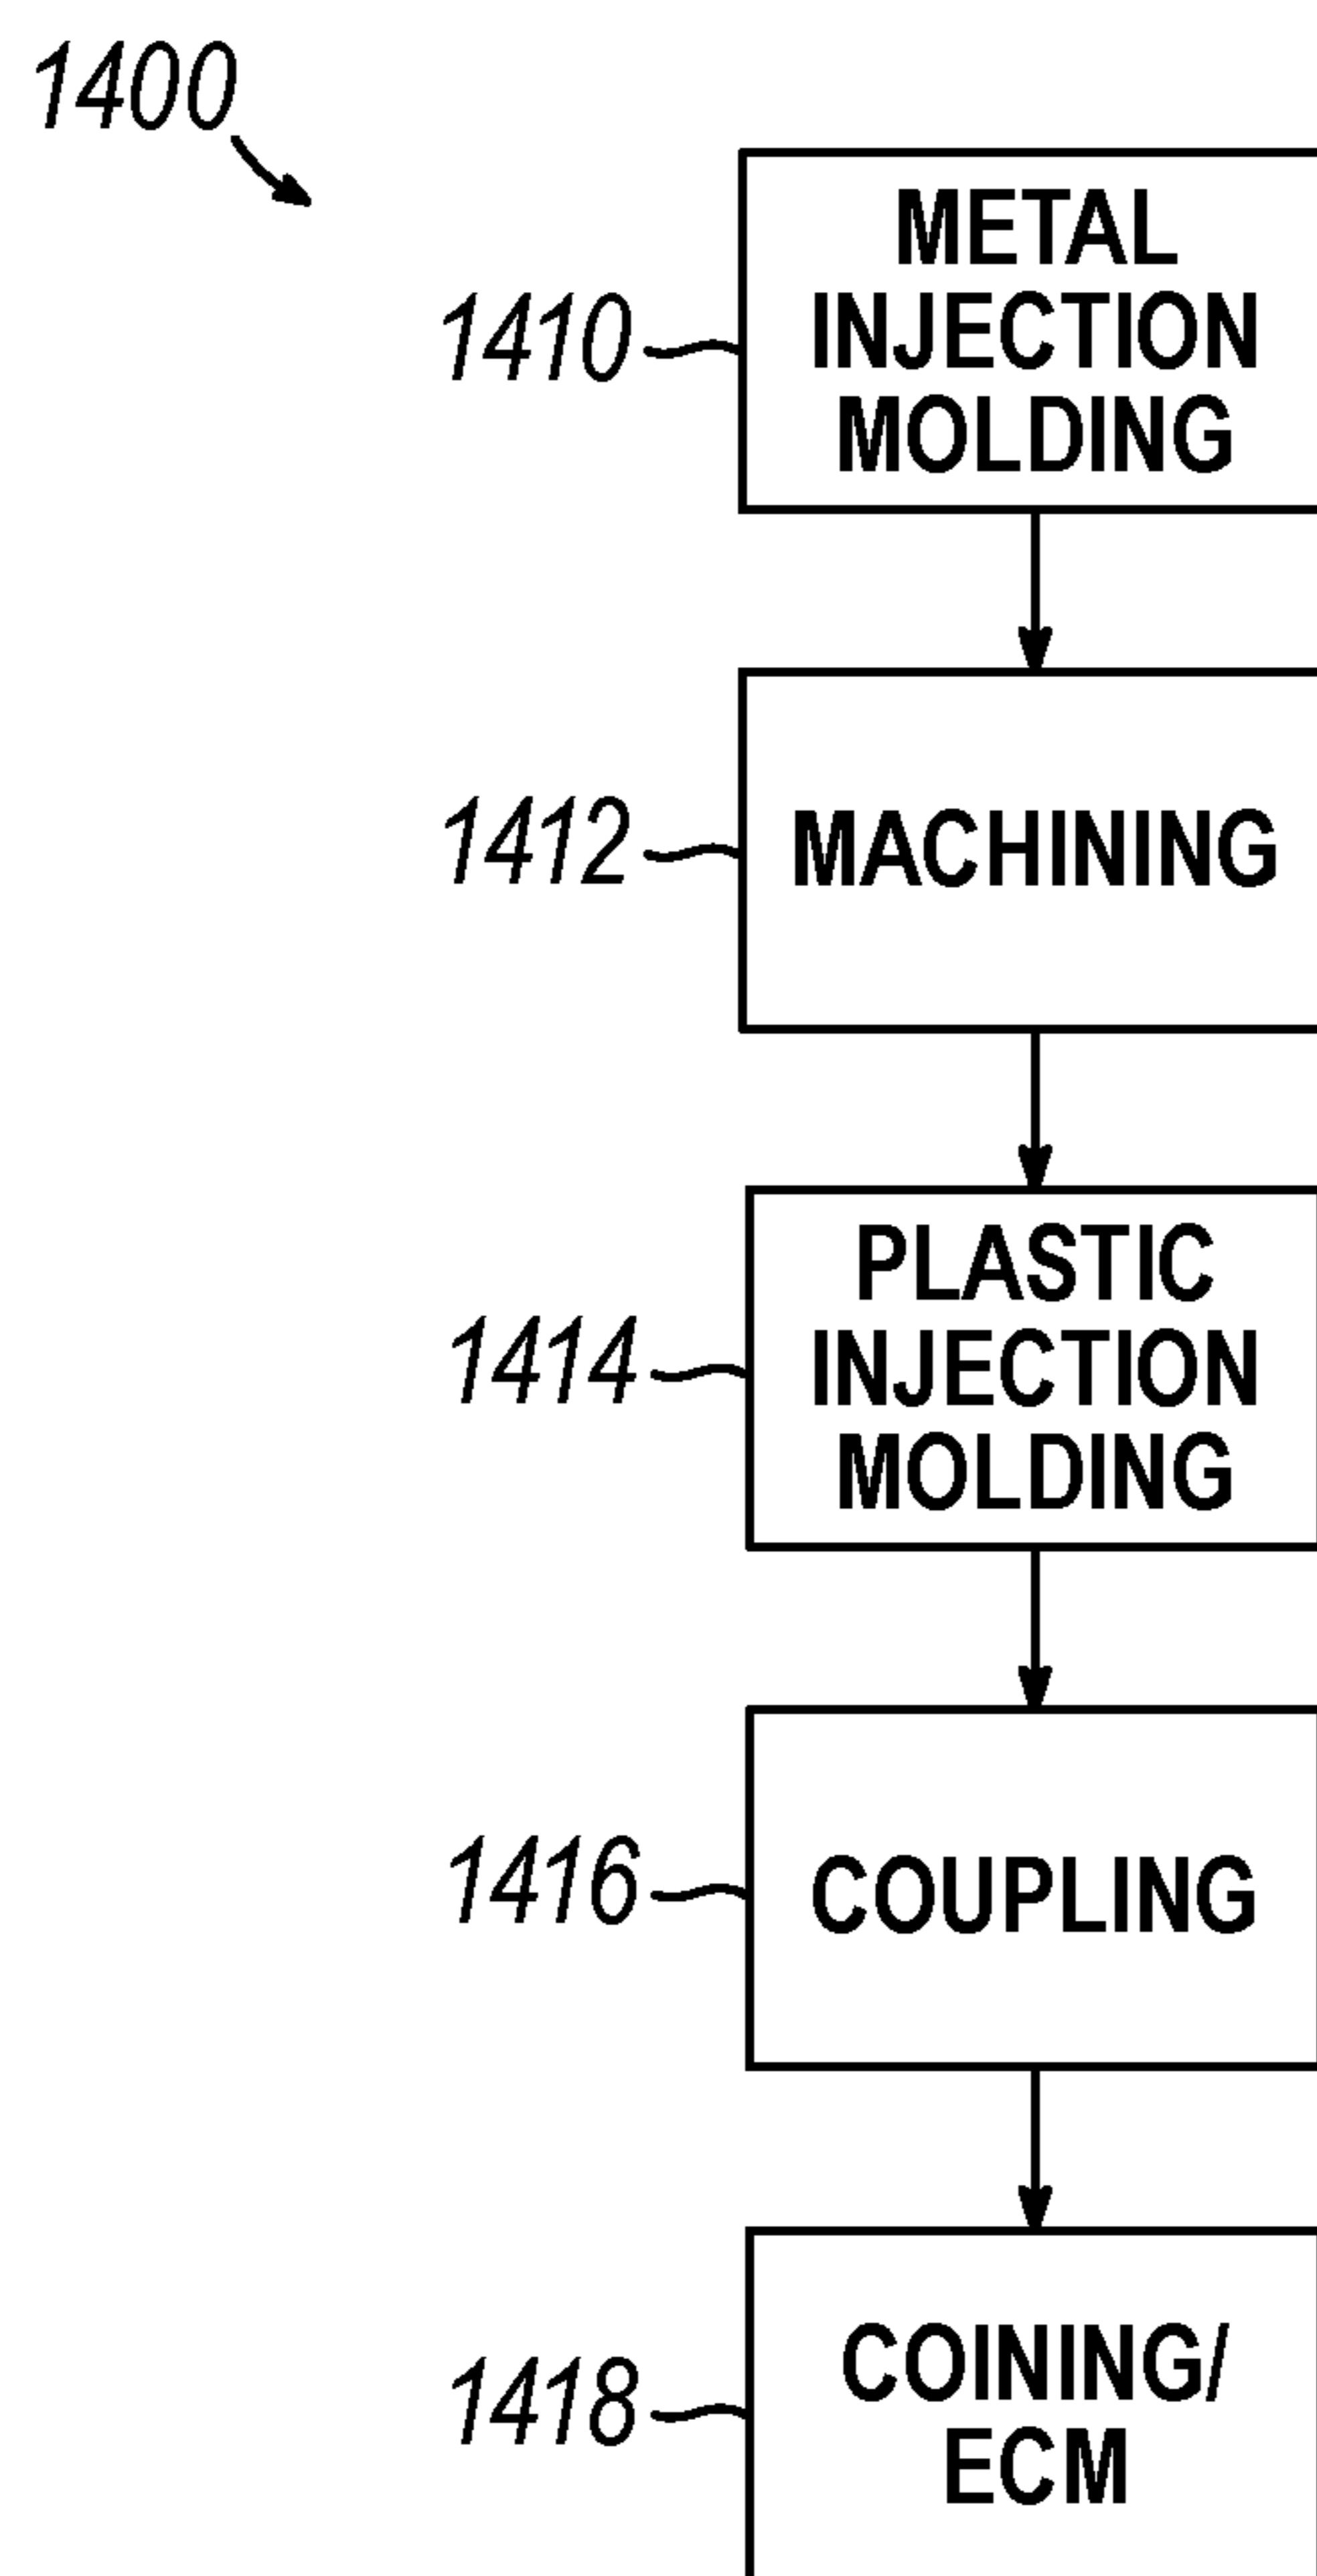 1400
METAL
INJECTION
MOLDING
1410
MACHINING
1412
PLASTIC
INJECTION
MOLDING
1414
COUPLING
1416
COINING/
ECM
1418